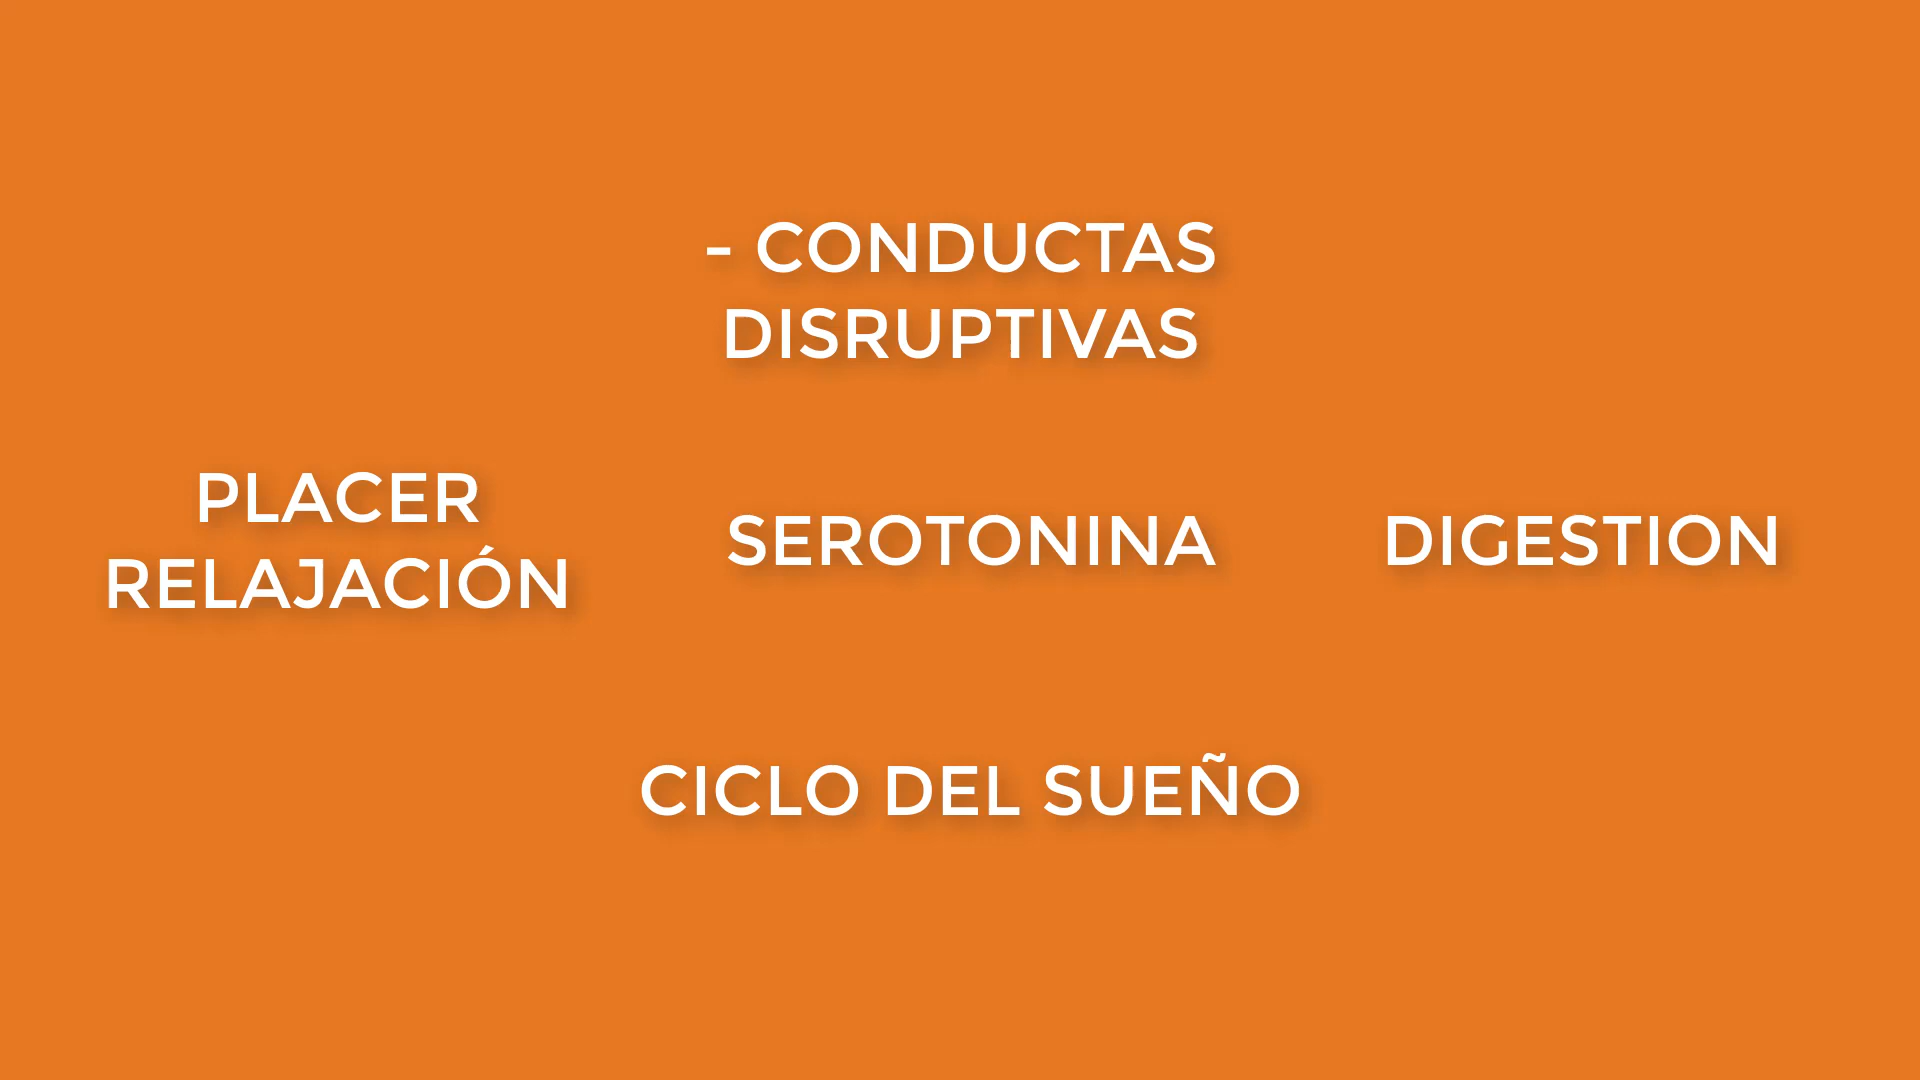 - CONDUCTAS
DISRUPTIVAS
PLACER
RELAJACIÓN
SEROTONINA
DIGESTION
CICLO DEL SUEÑO